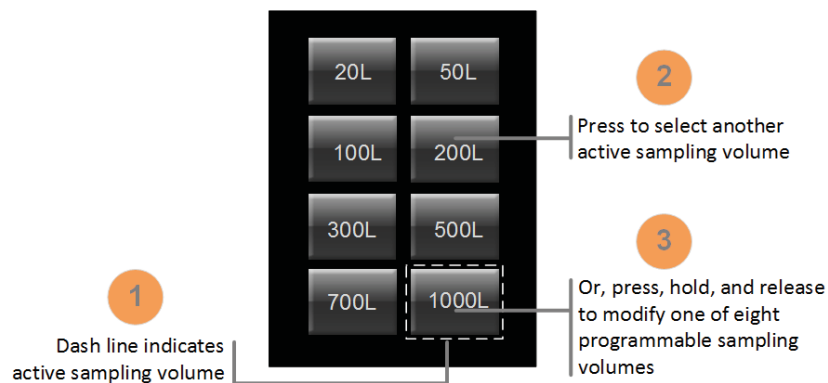 20L
50L
100L
200L
300L
500L
700L
1000L
1
Dash line indicates
active sampling volume
2
Press to select another
active sampling volume
3
Or, press, hold, and release
to modify one of eight
programmable sampling
volumes